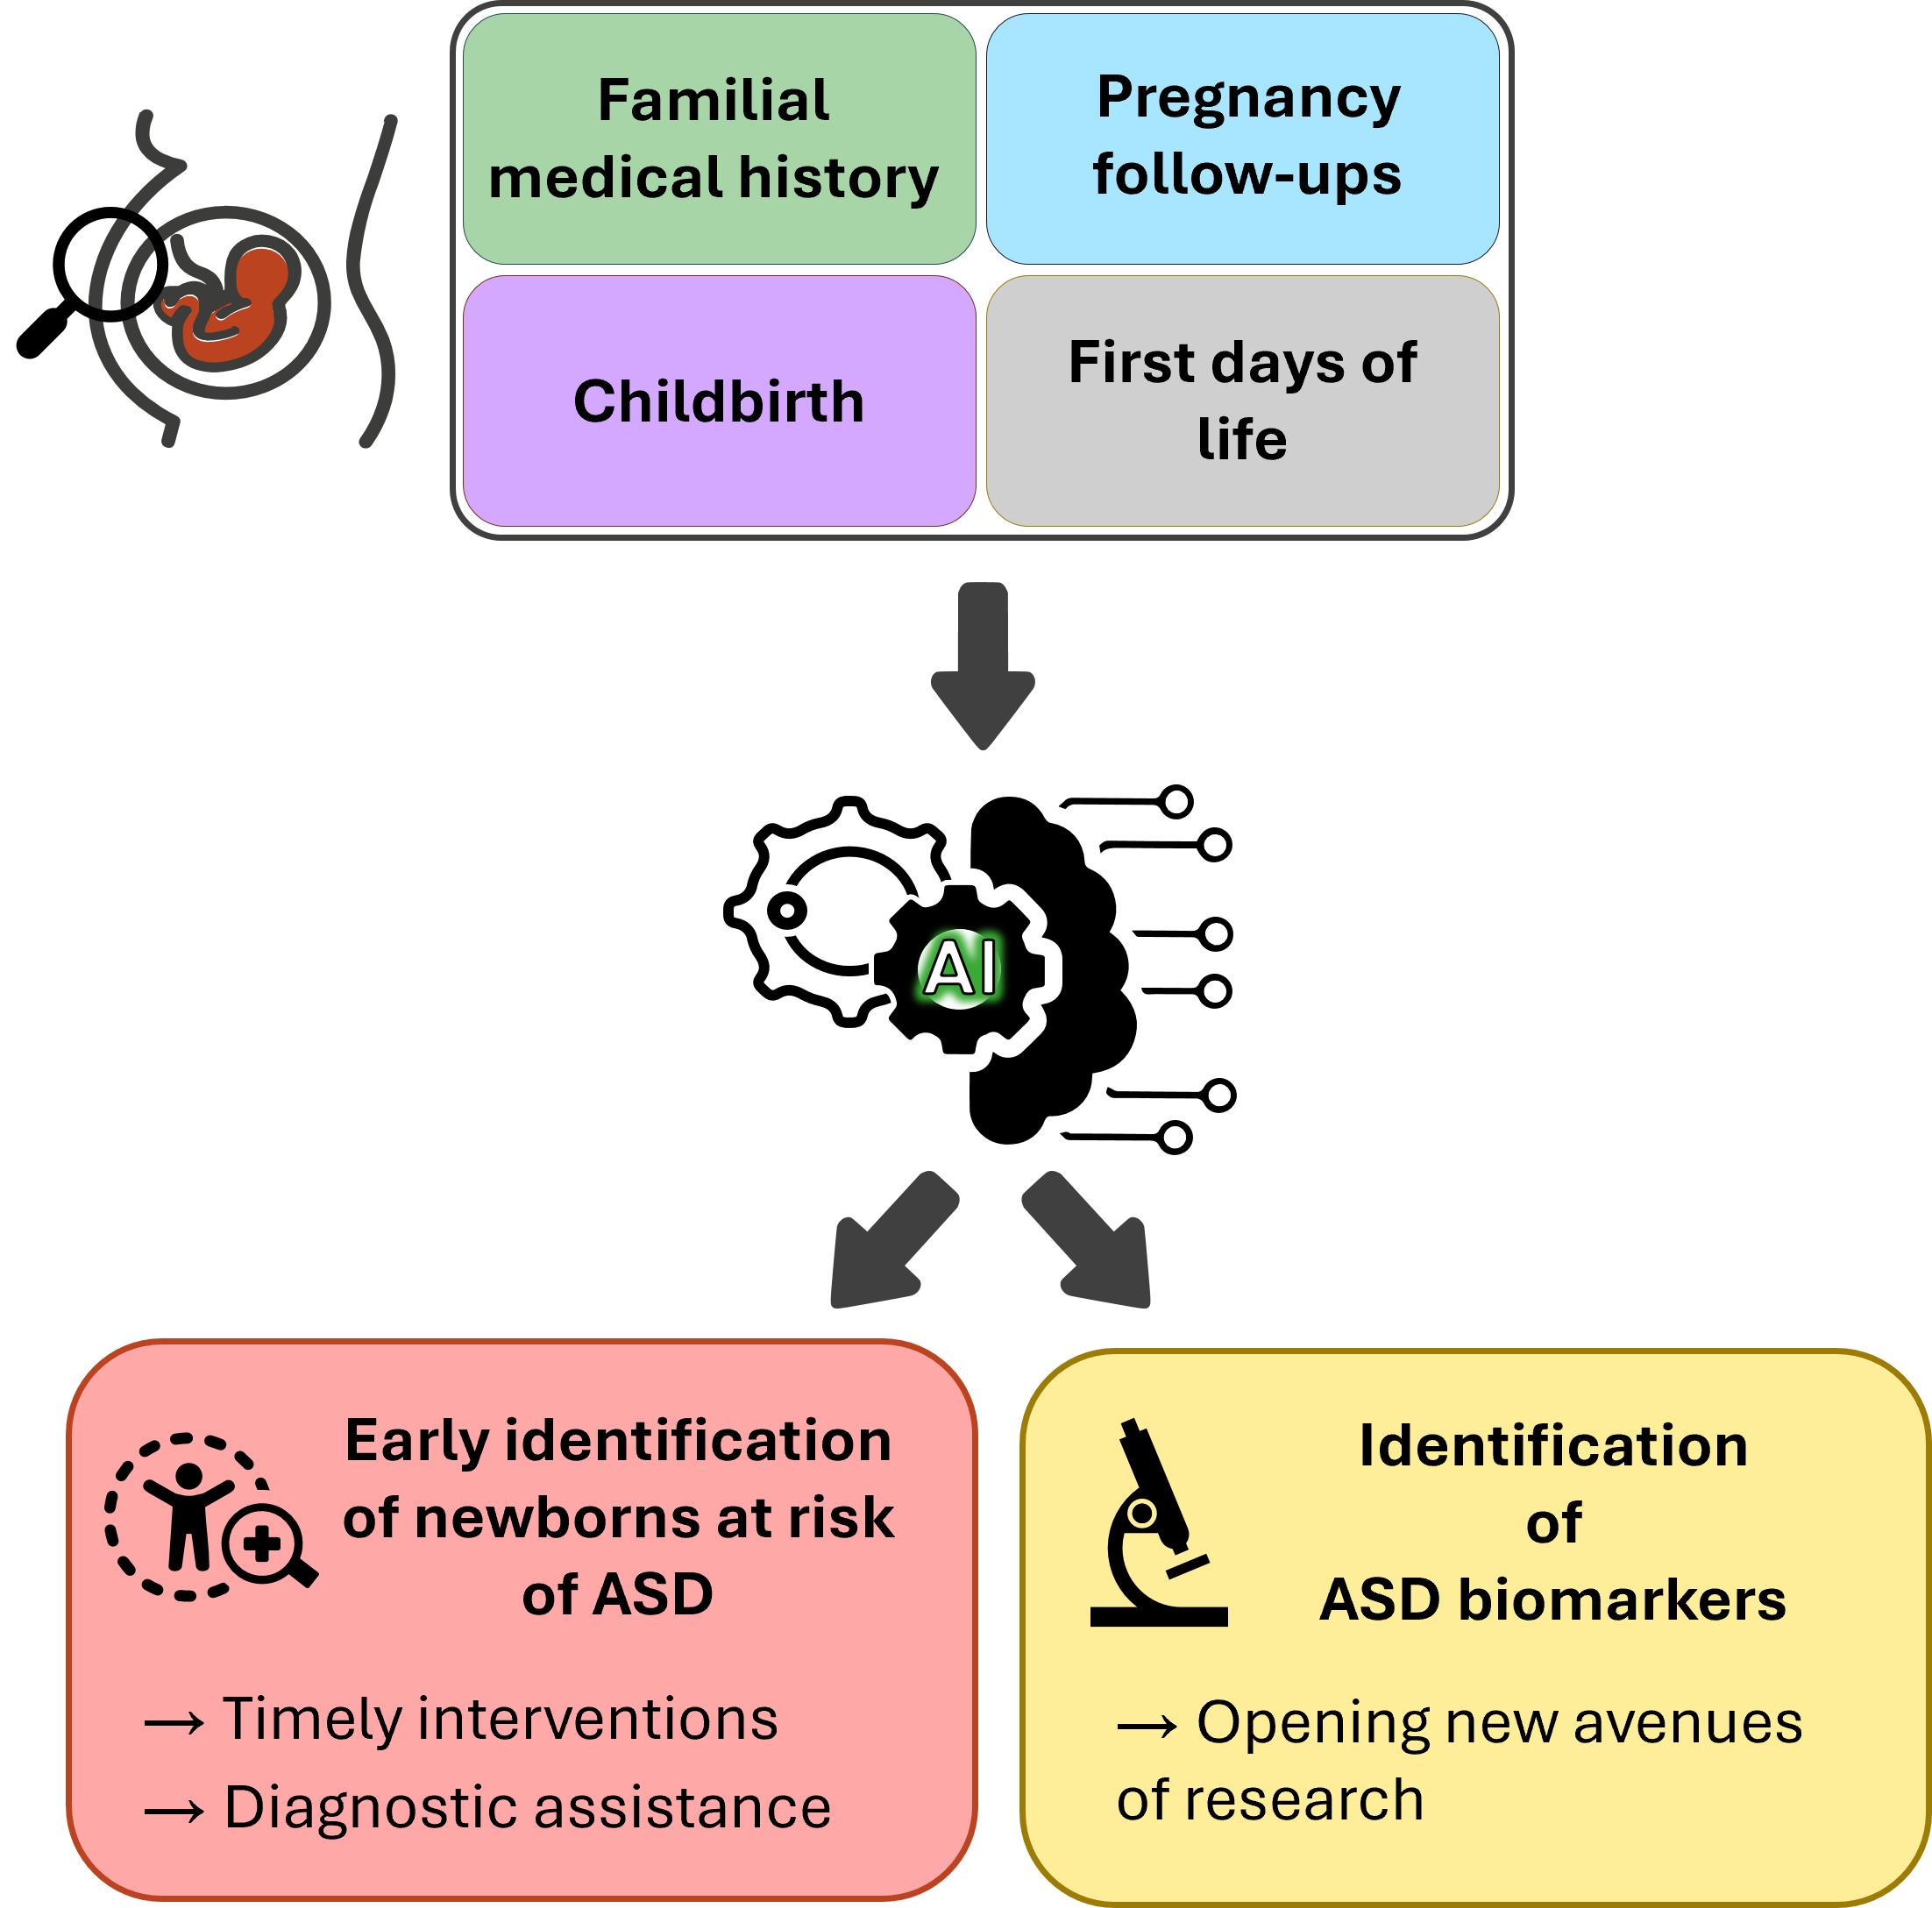 Familial
medical history
Pregnancy
follow-ups
Childbirth
First days of
life
AI
Early identification
of newborns at risk
of ASD
→ Timely interventions
→ Diagnostic assistance
Identification
of
ASD biomarkers
→ Opening new avenues
of research